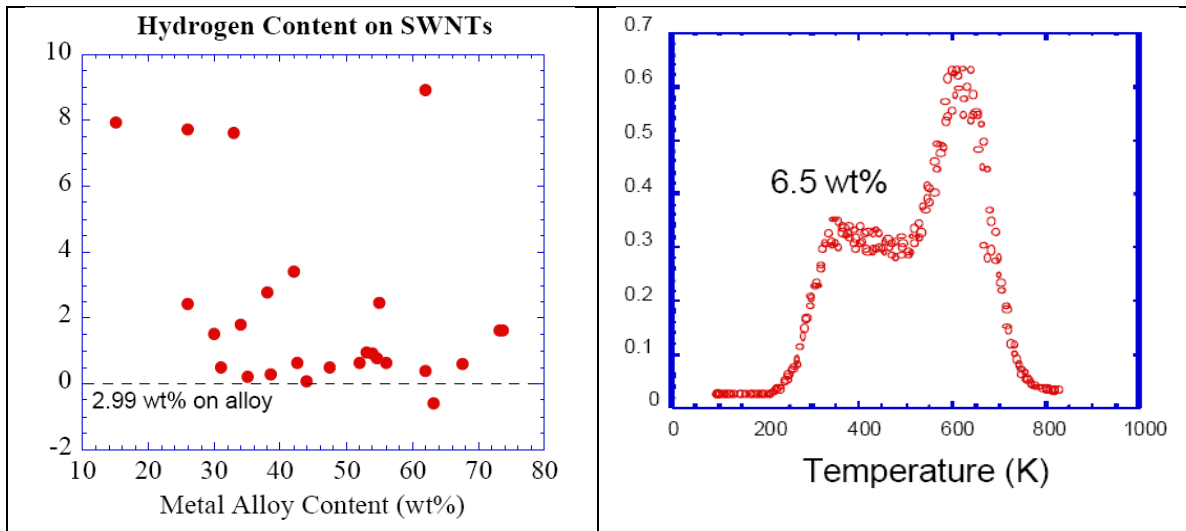 Hydrogen Content on SWNTs
10
8
6
4
2
0
-2
2.99 wt% on alloy
10 20 30 40 50 60 70 80
Metal Alloy Content (wt%)
0.7
0.6
0.5
0.4
0.3
0.2
0.1
0
6.5 wt%
0 200 400 600 800 1000
Temperature (K)